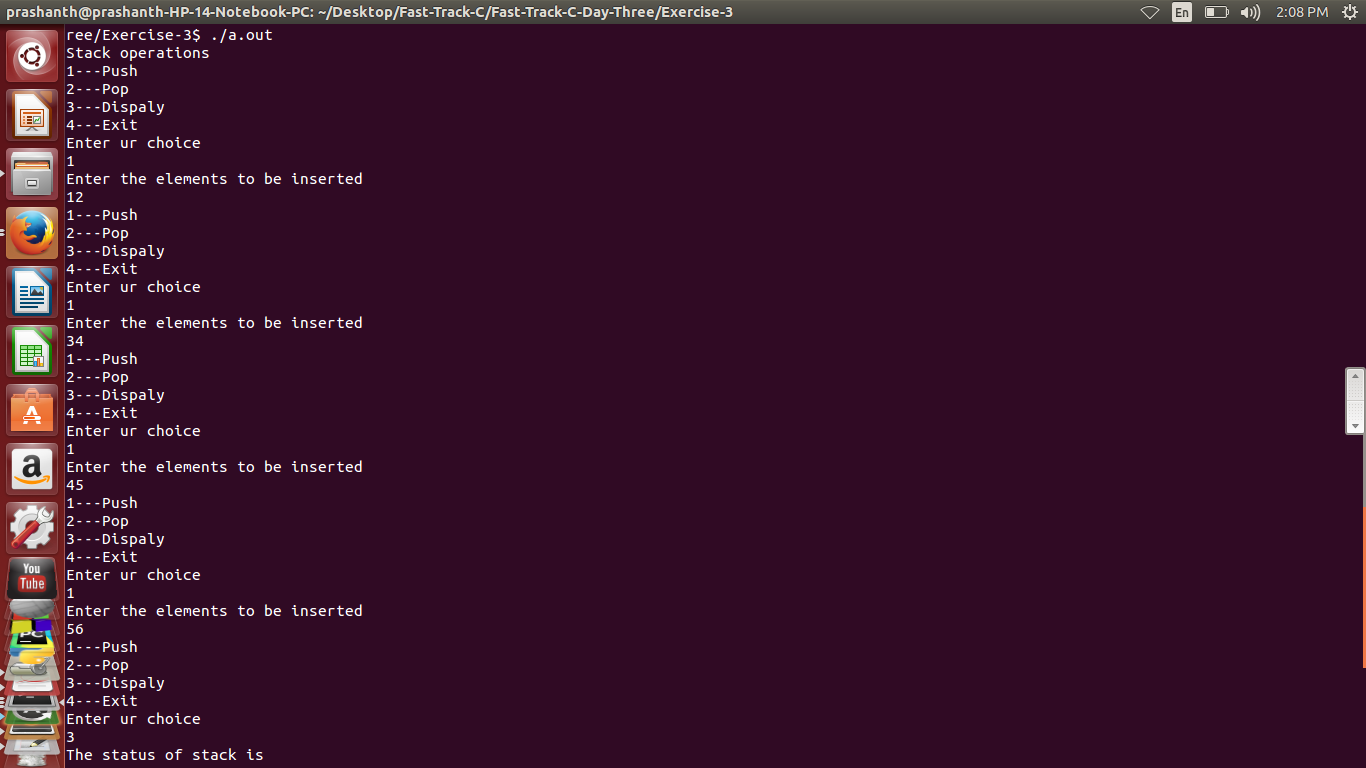 prashanth@prashanth-HP-14-Notebook-PC: ~/Desktop/Fast-Track-C/Fast-Track-C-Day-Three/Exercise-3
En
2:08 PM
ree/Exercise-3$ ./a.out
Stack operations
1---Push
2---Pop
3---Dispaly
4---Exit
Enter ur choice
1
Enter the elements to be inserted
12
1---Push
2---Pop
3---Dispaly
4---Exit
Enter ur choice
1
Enter the elements to be inserted
34
1---Push
2---Pop
3---Dispaly
4---Exit
Enter ur choice
1
Enter the elements to be inserted
45
1---Push
2---Pop
3---Dispaly
4---Exit
Enter ur choice
1
Enter the elements to be inserted
56
1---Push
2---Pop
3---Dispaly
4---Exit
Enter ur choice
3
The status of stack is
A
a
You
Tube
PC